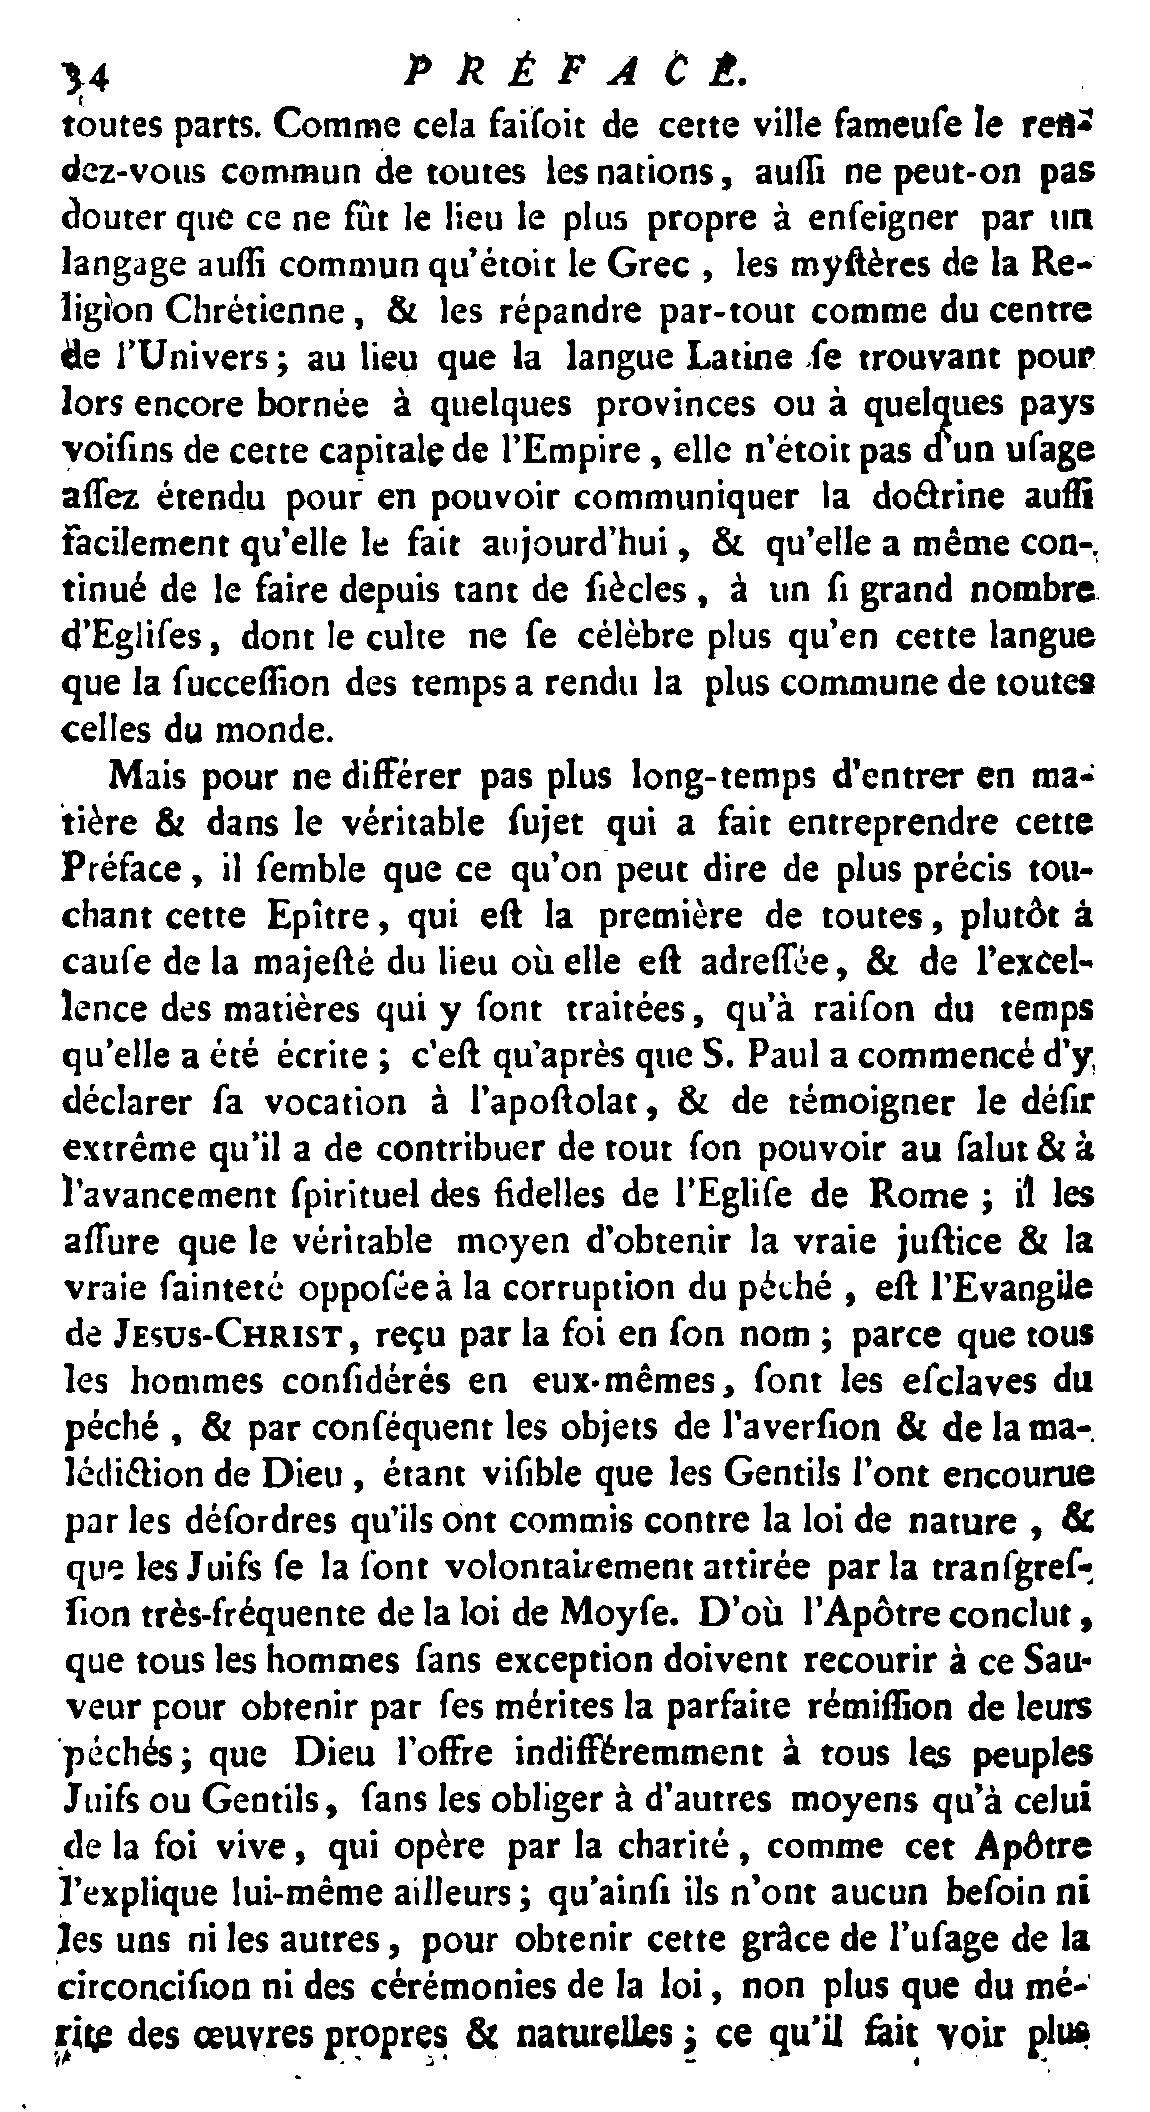 34 PRÉFACE.
toutes parts. Comme cela faiſoit de cette ville fameuſe le ren-
dez-vous commun de toutes les nations, auſſi ne peut-on pas
douter que ce ne fût le lieu le plus propre à enſeigner par un
langage auſſi commun qu'étoit le Grec, les myſtères de la Re-
ligion Chrétienne, & les répandre par-tout comme du centre
de l'Univers; au lieu que la langue Latine ſe trouvant pour
lors encore bornée à quelques provinces ou à quelques pays
voiſins de cette capitale de l'Empire, elle n'étoit pas d'un uſage
aſſez étendu pour en pouvoir communiquer la doctrine auſſi
facilement qu'elle le fait aujourd'hui, & qu'elle a même con-
tinué de le faire depuis tant de ſiècles, à un ſi grand nombre
d'Egliſes, dont le culte ne ſe célèbre plus qu'en cette langue
que la ſucceſſion des temps a rendu la plus commune de toutes
celles du monde.
Mais pour ne différer pas plus long-temps d'entrer en ma-
tière & dans le véritable ſujet qui a fait entreprendre cette
Préface, il ſemble que ce qu'on peut dire de plus précis tou-
chant cette Epître, qui eſt la première de toutes, plutôt à
cauſe de la majeſté du lieu où elle eſt adreſſée, & de l'excel-
lence des matières qui y ſont traitées, qu'à raiſon du temps
qu'elle a été écrite; c'eſt qu'après que S. Paul a commencé d'y
déclarer ſa vocation à l'apoſtolat, & de témoigner le déſir
extrême qu'il a de contribuer de tout ſon pouvoir au ſalut & à
l'avancement ſpirituel des fidelles de l'Egliſe de Rome; il les
aſſure que le véritable moyen d'obtenir la vraie juſtice & la
vraie ſainteté oppoſée à la corruption du péché, eſt l'Evangile
de JESUS-CHRIST, reçu par la foi en ſon nom; parce que tous
les hommes conſidérés en eux-mêmes, ſont les eſclaves du
péché, & par conſéquent les objets de l'averſion & de la ma-
lédiction de Dieu, étant viſible que les Gentils l'ont encourue
par les déſordres qu'ils ont commis contre la loi de nature, &
que les Juifs ſe la ſont volontairement attirée par la tranſgreſ-
ſion très-fréquente de la loi de Moyſe. D'où l'Apôtre conclut,
que tous les hommes ſans exception doivent recourir à ce Sau-
veur pour obtenir par ſes mérites la parfaite rémiſſion de leurs
péchés; que Dieu l'offre indifféremment à tous les peuples
Juifs ou Gentils, ſans les obliger à d'autres moyens qu'à celui
de la foi vive, qui opère par la charité, comme cet Apôtre
l'explique lui-même ailleurs; qu'ainſi ils n'ont aucun beſoin ni
les uns ni les autres, pour obtenir cette grâce de l'uſage de la
circonciſion ni des cérémonies de la loi, non plus que du mé-
rite des œuvres propres & naturelles; ce qu'il fait voir plus